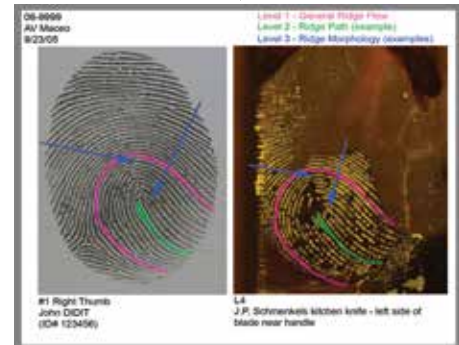 06-9999
AV Maceo
9/23/05
Level 1 - General Ridge Flow
Level 2 - Ridge Path (example)
Level 3 - Ridge Morphology (examples)
#1 Right Thumb
John DIDIT
(ID# 123456)
L4
J.P. Schmenkels kitchen knife - left side of
blade near handle